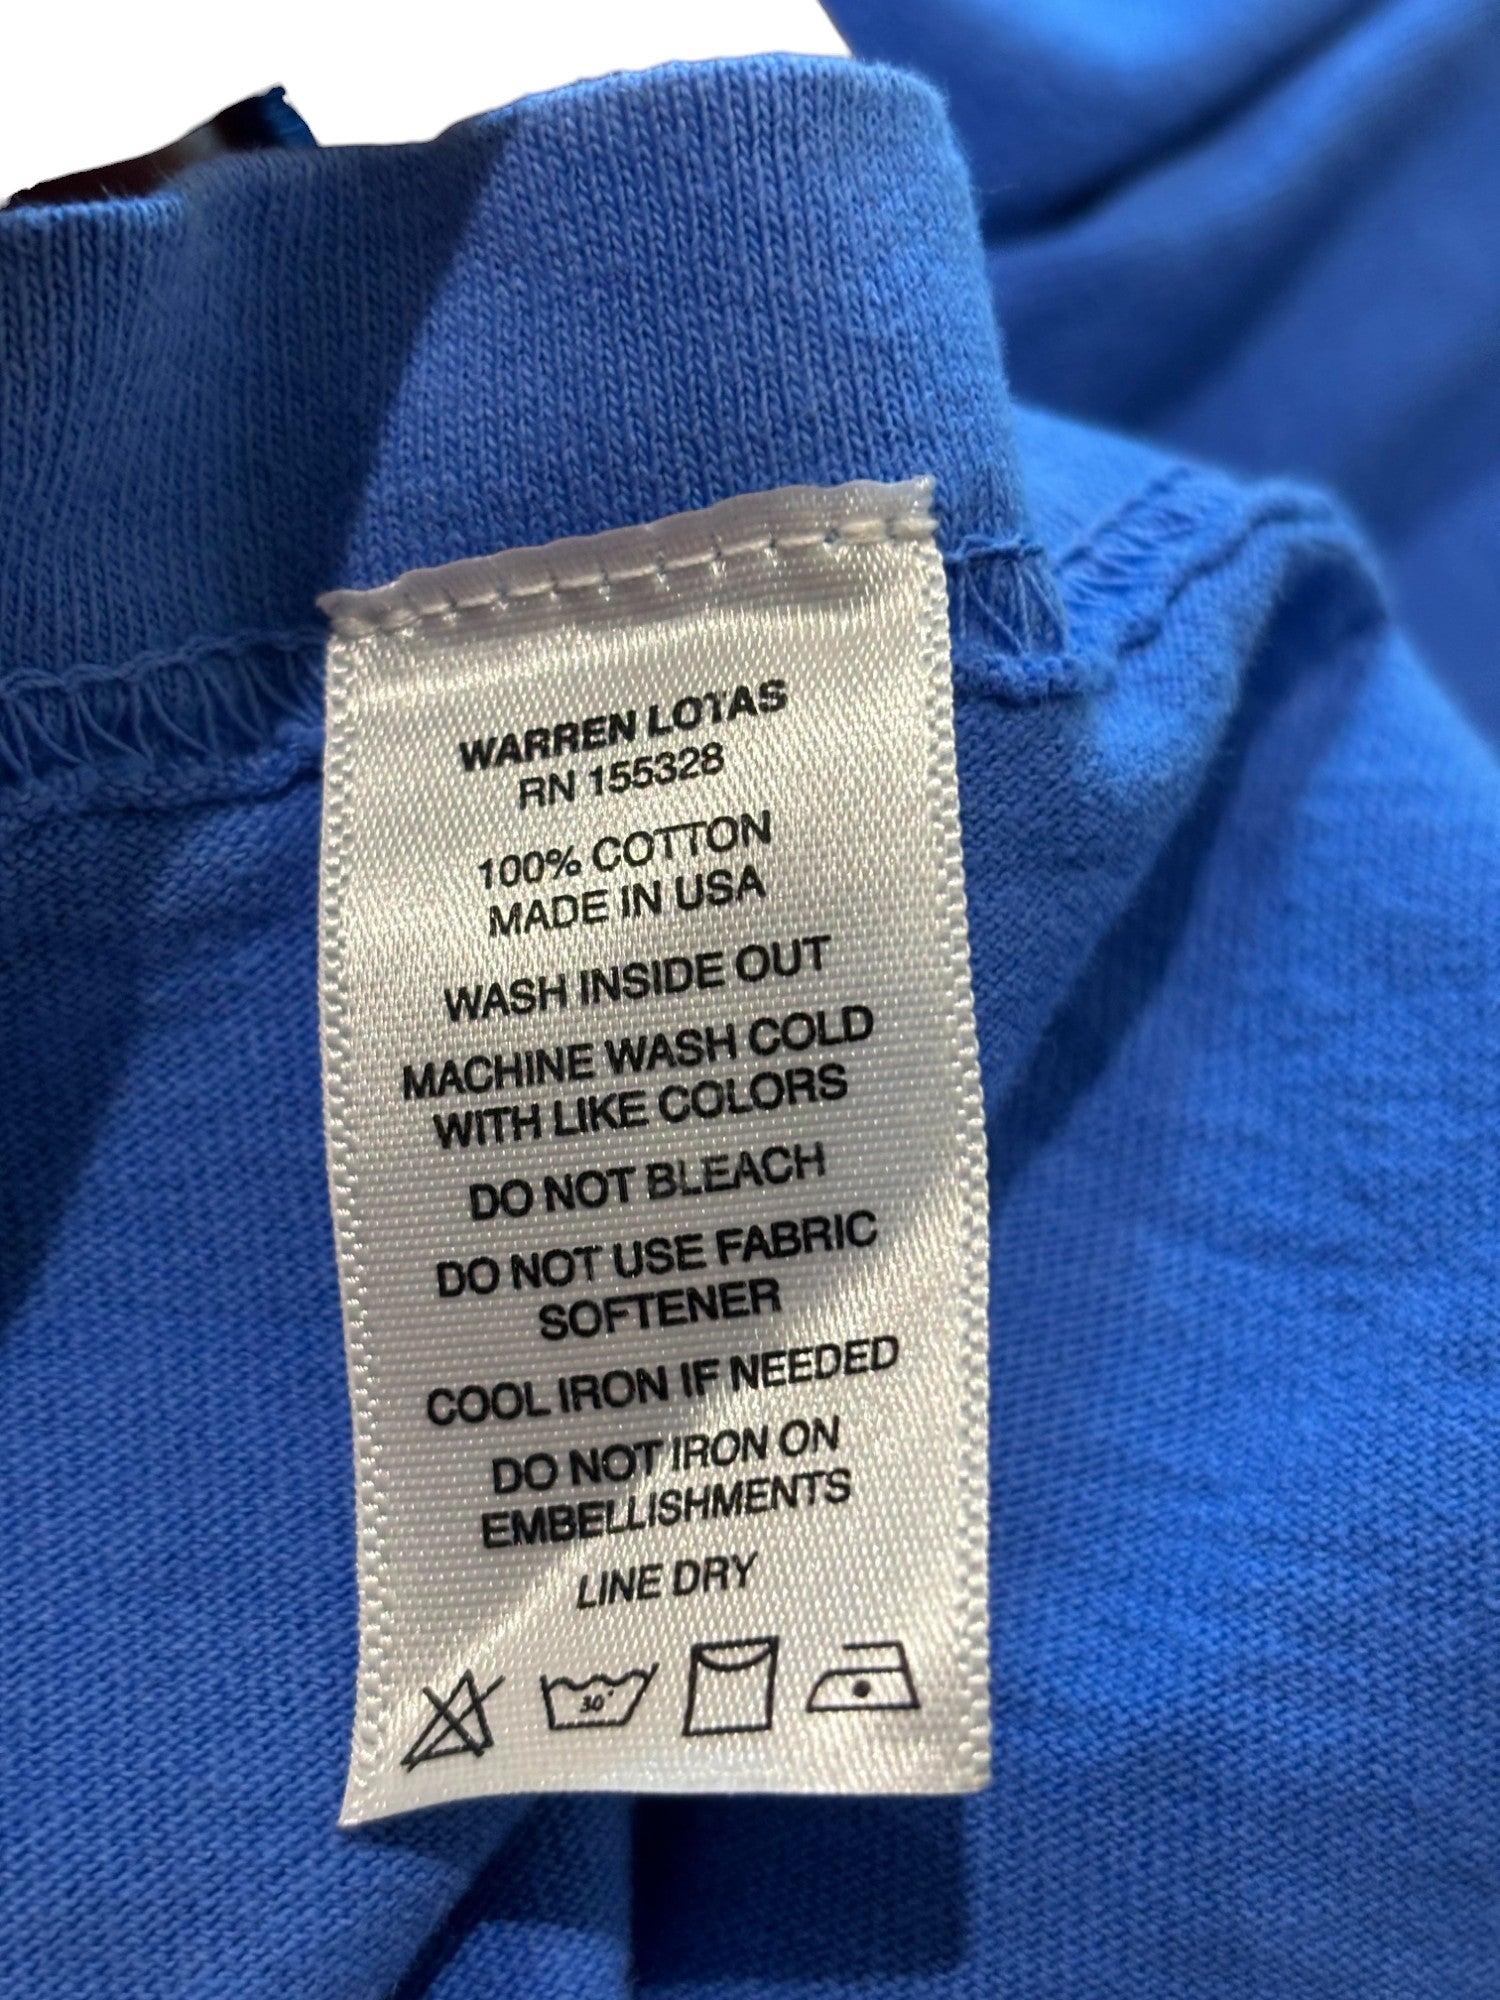 WARREN LOTAS
RN 155328
100% COTTON
MADE IN USA
WASH INSIDE OUT
MACHINE WASH COLD
WITH LIKE COLORS
DO NOT BLEACH
DO NOT USE FABRIC
SOFTENER
COOL IRON IF NEEDED
DO NOT IRON ON
EMBELLISHMENTS
LINE DRY
30°